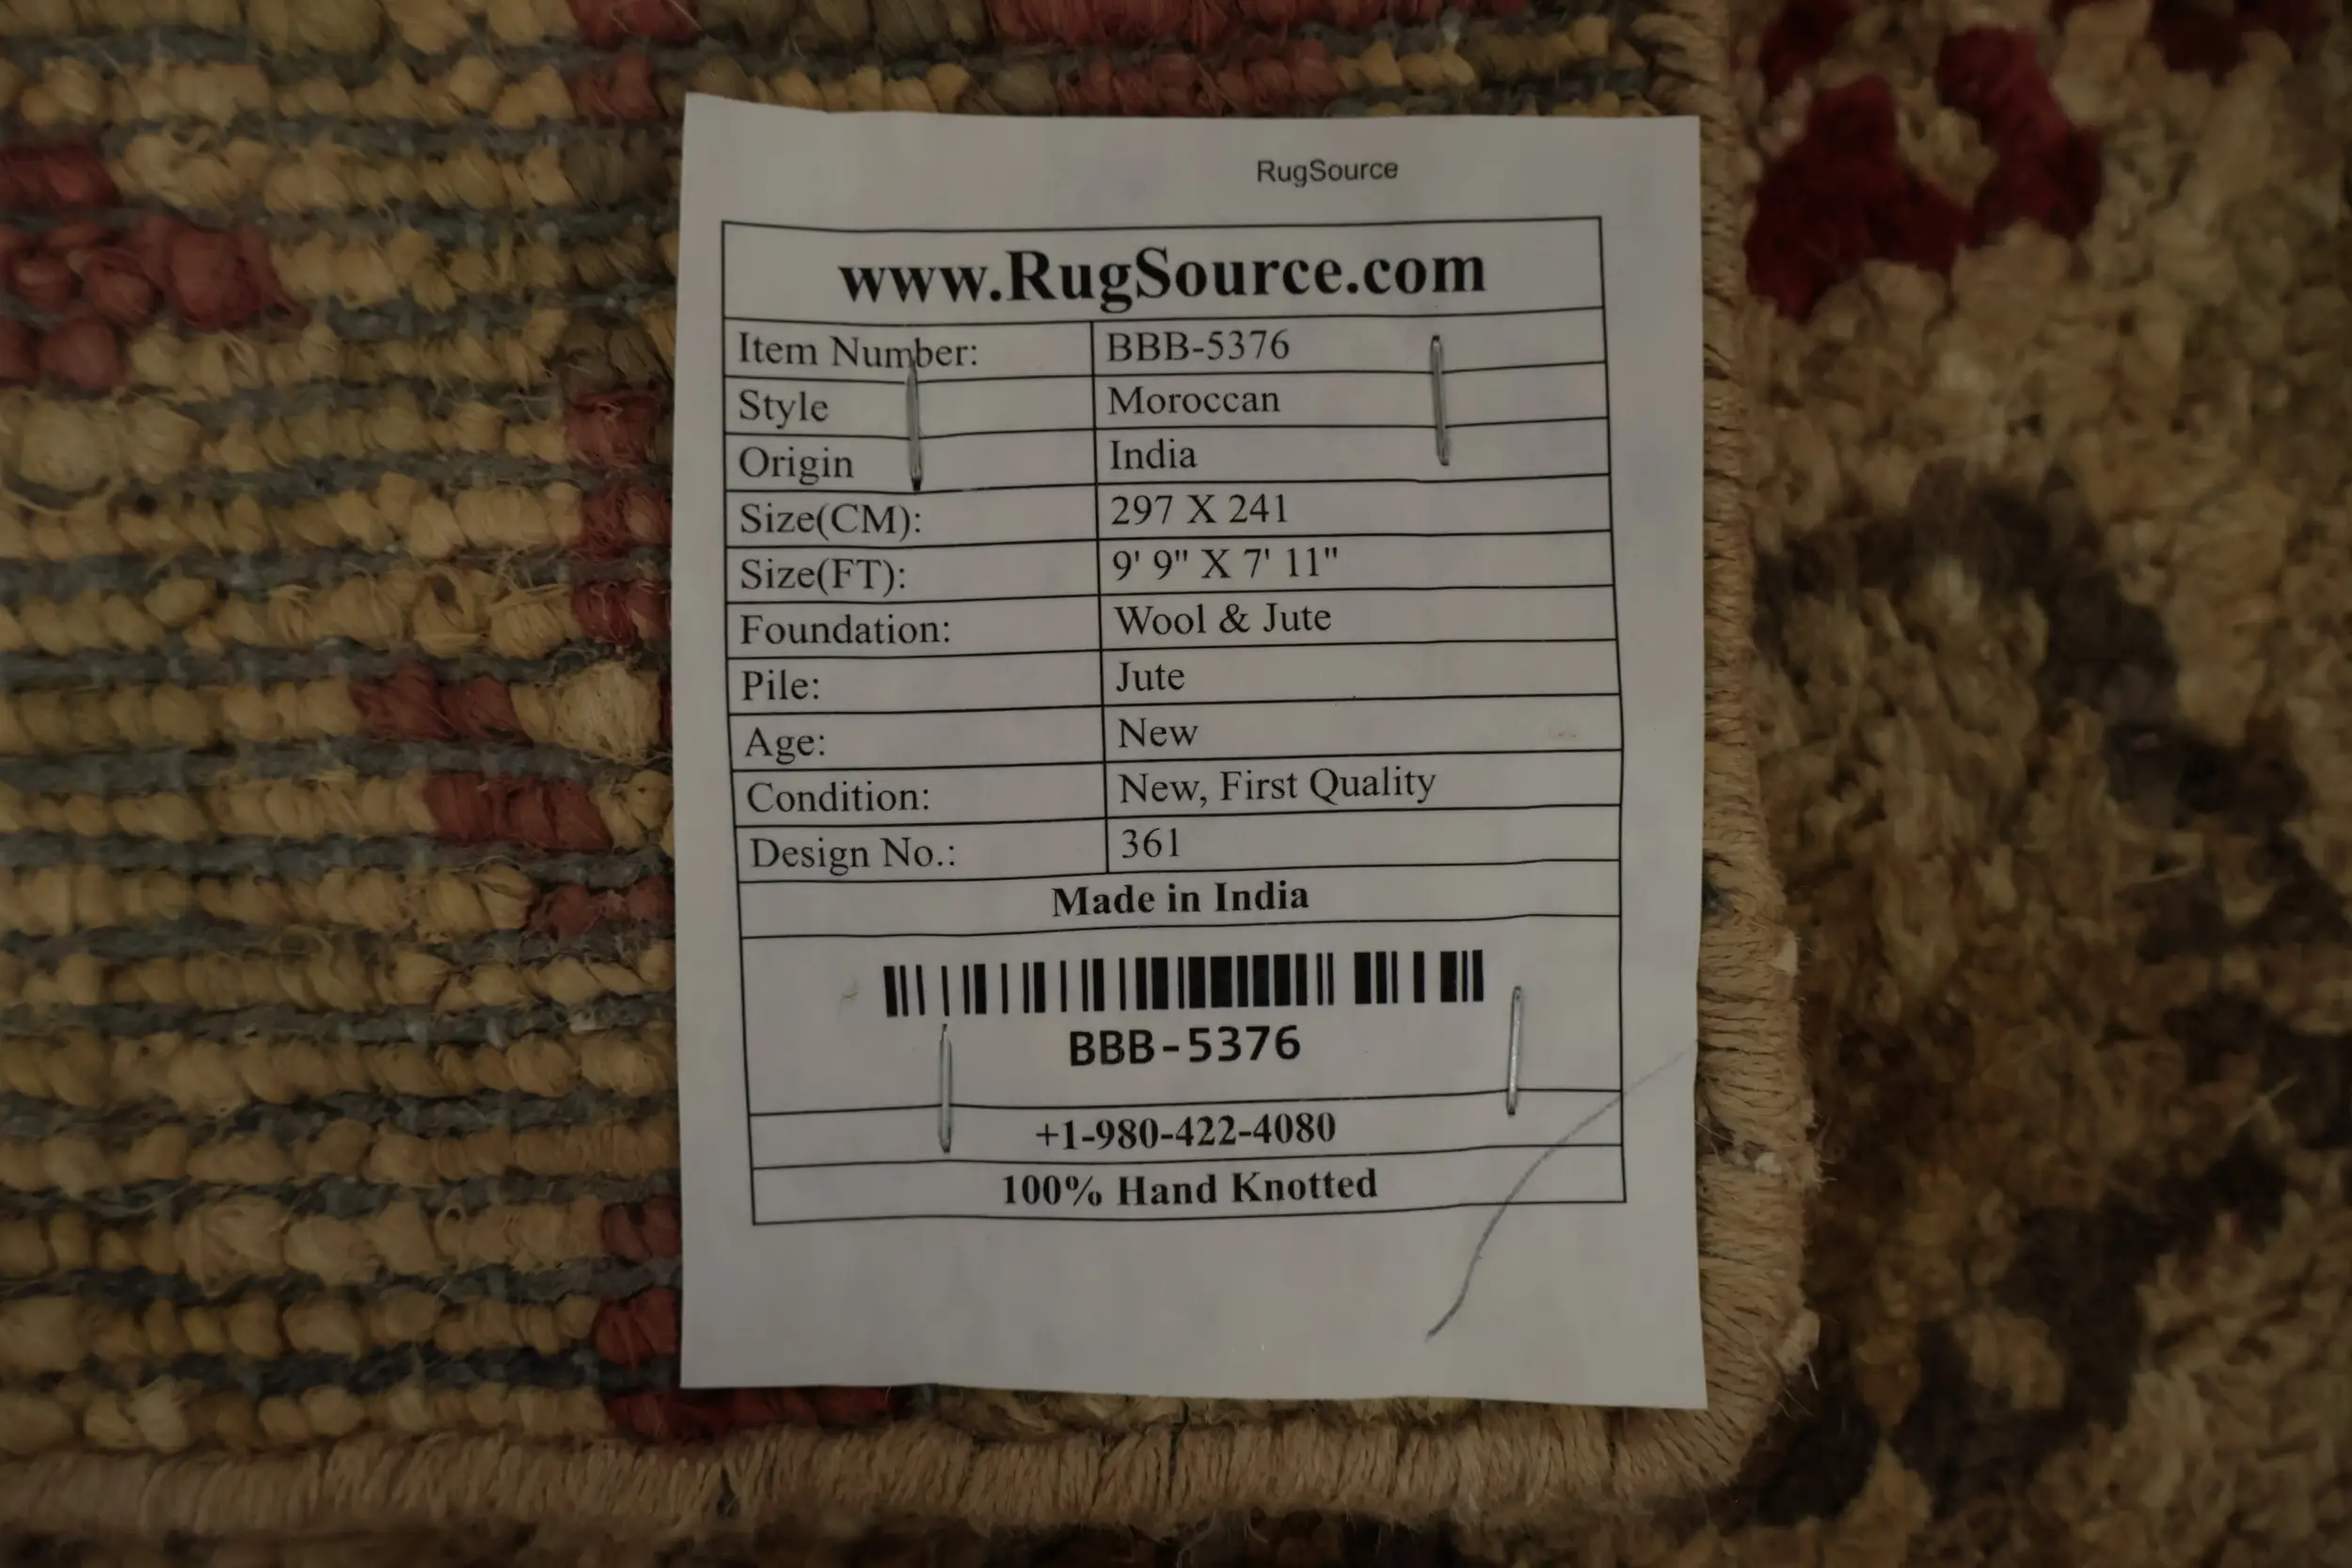 RugSource
www.RugSource.com
Item Number: BBB-5376
Style Moroccan
Origin India
Size(CM): 297 X 241
Size(FT): 9' 9" X 7' 11"
Foundation: Wool & Jute
Pile: Jute
Age: New
Condition: New, First Quality
Design No.: 361
Made in India
BBB-5376
+1-980-422-4080
100% Hand Knotted